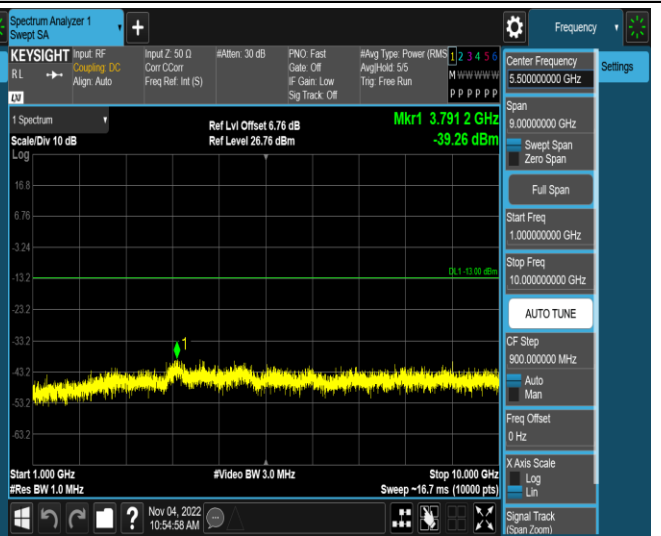 Spectrum Analyzer 1
Swept SA
Frequency
KEYSIGHT
RL
LXI
Input: RF
Coupling: DC
Align: Auto
Input Z: 50 Ω
Corr CCorr
Freq Ref: Int (S)
#Atten: 30 dB
PNO: Fast
Gate: Off
IF Gain: Low
Sig Track: Off
#Avg Type: Power (RMS
Avg|Hold: 5/5
Trig: Free Run
1 2 3 4 5 6
M W W W W W
P P P P P P
1 Spectrum
Scale/Div 10 dB
Log
Ref Lvl Offset 6.76 dB
Ref Level 26.76 dBm
Mkr1 3.791 2 GHz
-39.26 dBm
16.8
6.76
-3.24
-13.2
DL1 -13.00 dBm
-23.2
-33.2
1
-43.2
-53.2
-63.2
Start 1.000 GHz
#Res BW 1.0 MHz
#Video BW 3.0 MHz
Stop 10.000 GHz
Sweep ~16.7 ms (10000 pts)
?
Nov 04, 2022
10:54:58 AM
Center Frequency
5.500000000 GHz
Settings
Span
9.00000000 GHz
Swept Span
Zero Span
Full Span
Start Freq
1.000000000 GHz
Stop Freq
10.000000000 GHz
AUTO TUNE
CF Step
900.000000 MHz
Auto
Man
Freq Offset
0 Hz
X Axis Scale
Log
Lin
Signal Track
(Span Zoom)